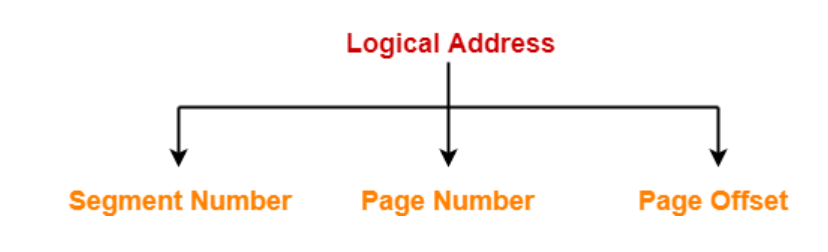 Logical Address
Segment Number Page Number Page Offset